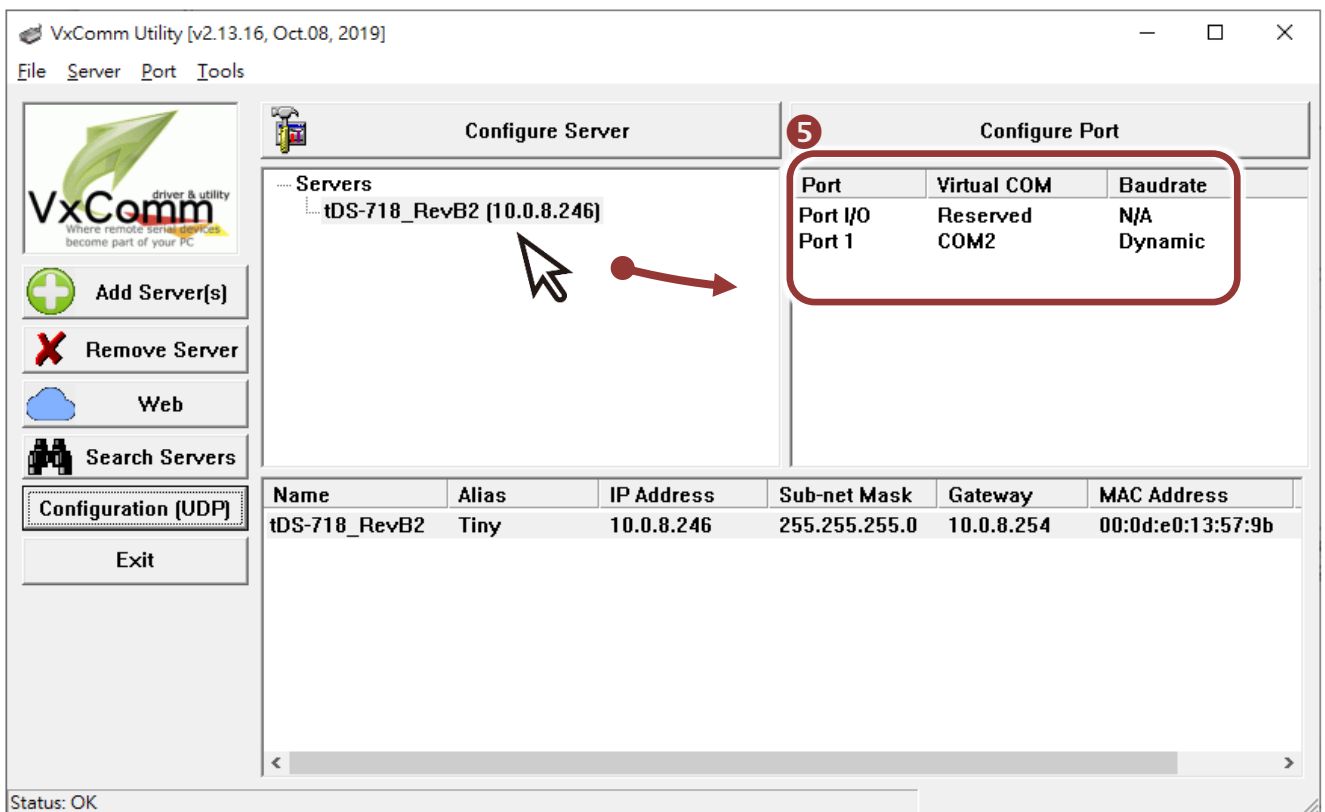 VxComm Utility [v2.13.16, Oct.08, 2019]
File Server Port Tools
VxComm
driver & utility
Where remote serial devices
become part of your PC
Add Server(s)
Remove Server
Web
Search Servers
Configuration (UDP)
Exit
Configure Server
Servers
tDS-718_RevB2 (10.0.8.246)
5
Configure Port
Port Virtual COM Baudrate
Port I/O Reserved N/A
Port 1 COM2 Dynamic
Name Alias IP Address Sub-net Mask Gateway MAC Address
tDS-718_RevB2 Tiny 10.0.8.246 255.255.255.0 10.0.8.254 00:0d:e0:13:57:9b
Status: OK